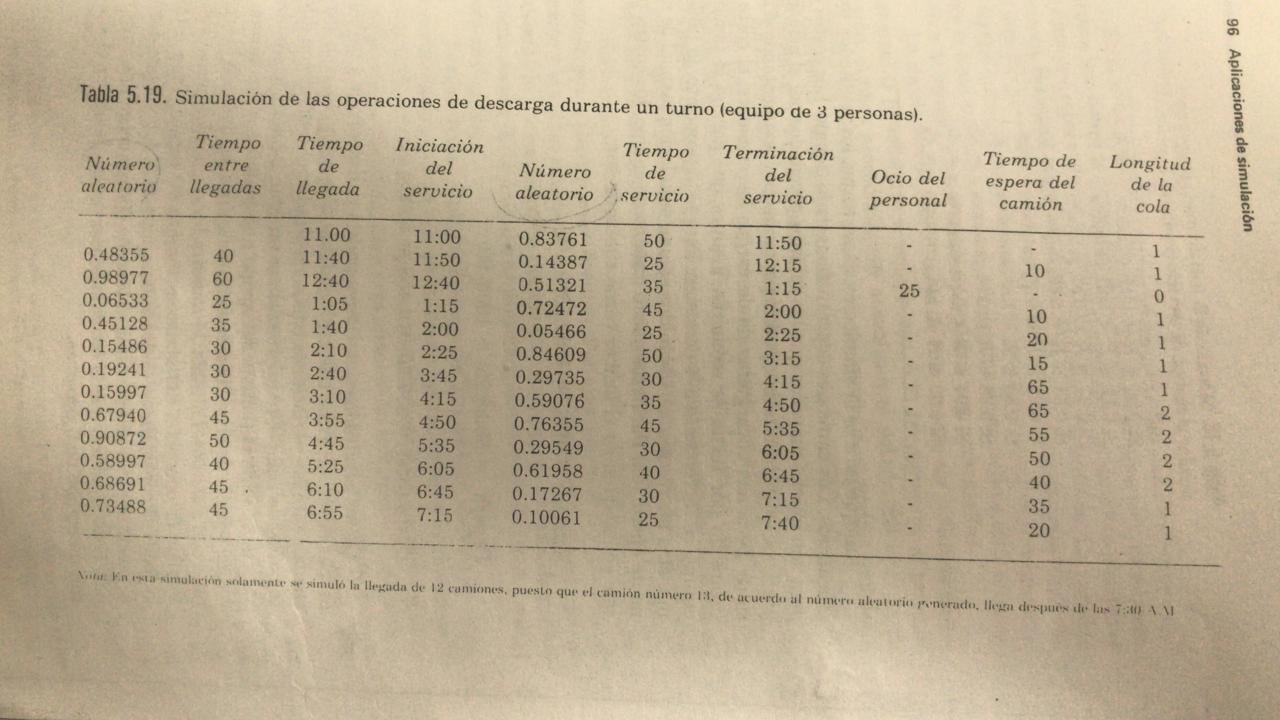 96 Aplicaciones de simulación
Tabla 5.19. Simulación de las operaciones de descarga durante un turno (equipo de 3 personas).
Número aleatorio
Tiempo entre llegadas
Tiempo de llegada
Iniciación del servicio
Número aleatorio
Tiempo de servicio
Terminación del servicio
Ocio del personal
Tiempo de espera del camión
Longitud de la cola
11.00 11:00 0.83761 50 11:50 - - 1
0.48355 40 11:40 11:50 0.14387 25 12:15 - 10 1
0.98977 60 12:40 12:40 0.51321 35 1:15 25 - 0
0.06533 25 1:05 1:15 0.72472 45 2:00 - 10 1
0.45128 35 1:40 2:00 0.05466 25 2:25 - 20 1
0.15486 30 2:10 2:25 0.84609 50 3:15 - 15 1
0.19241 30 2:40 3:45 0.29735 30 4:15 - 65 1
0.15997 30 3:10 4:15 0.59076 35 4:50 - 65 2
0.67940 45 3:55 4:50 0.76355 45 5:35 - 55 2
0.90872 50 4:45 5:35 0.29549 30 6:05 - 50 2
0.58997 40 5:25 6:05 0.61958 40 6:45 - 40 2
0.68691 45 6:10 6:45 0.17267 30 7:15 - 35 1
0.73488 45 6:55 7:15 0.10061 25 7:40 - 20 1
Nota: En esta simulación solamente se simuló la llegada de 12 camiones, puesto que el camión número 13, de acuerdo al número aleatorio generado, llega después de las 7:30 A.M